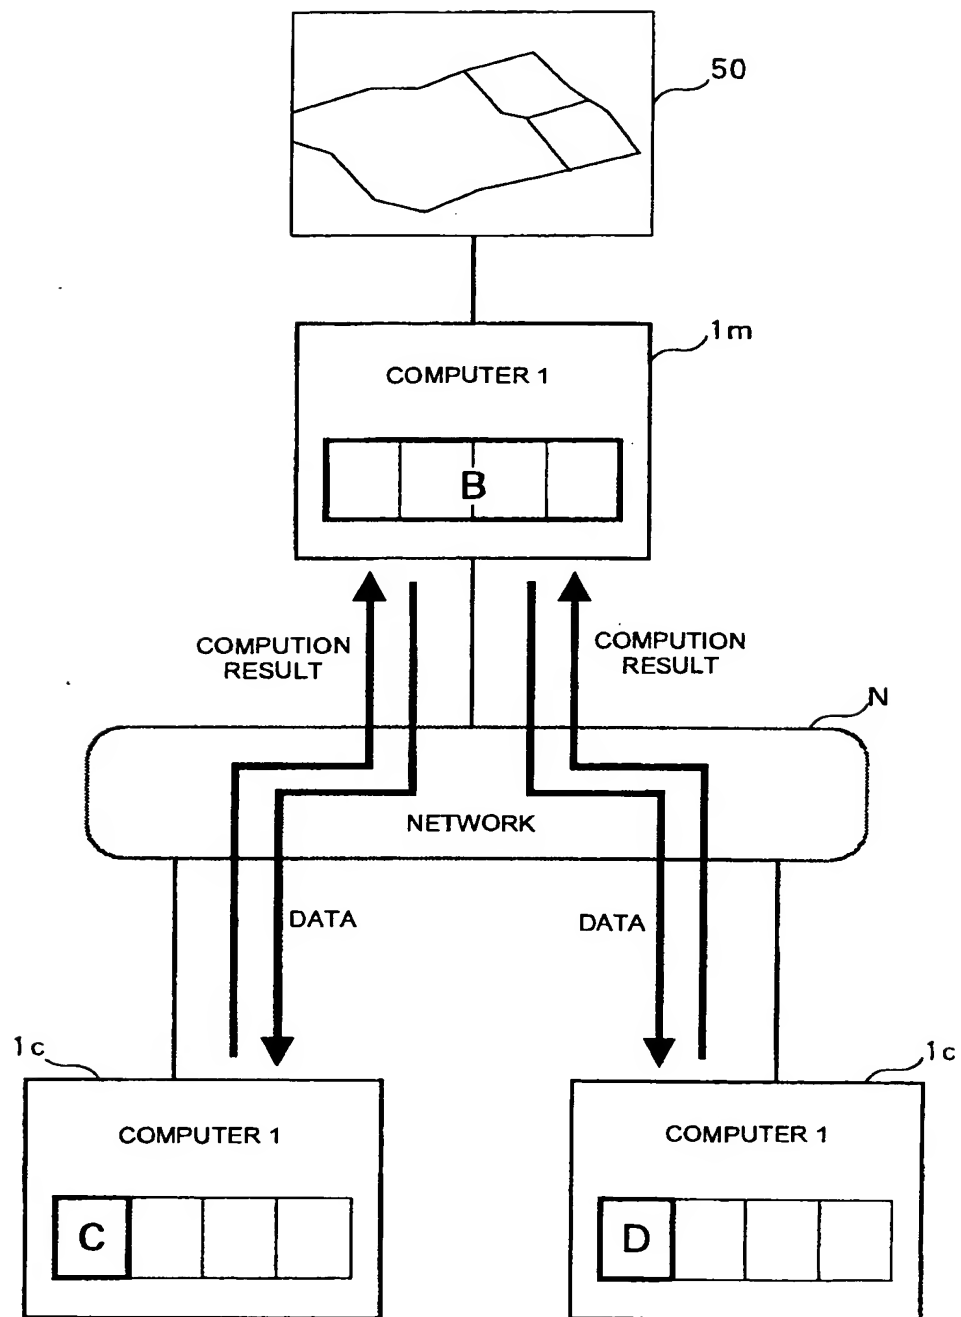 50
1m
COMPUTER 1
B
COMPUTION
RESULT
COMPUTION
RESULT
N
NETWORK
DATA
DATA
1c
1c
COMPUTER 1
COMPUTER 1
C
D